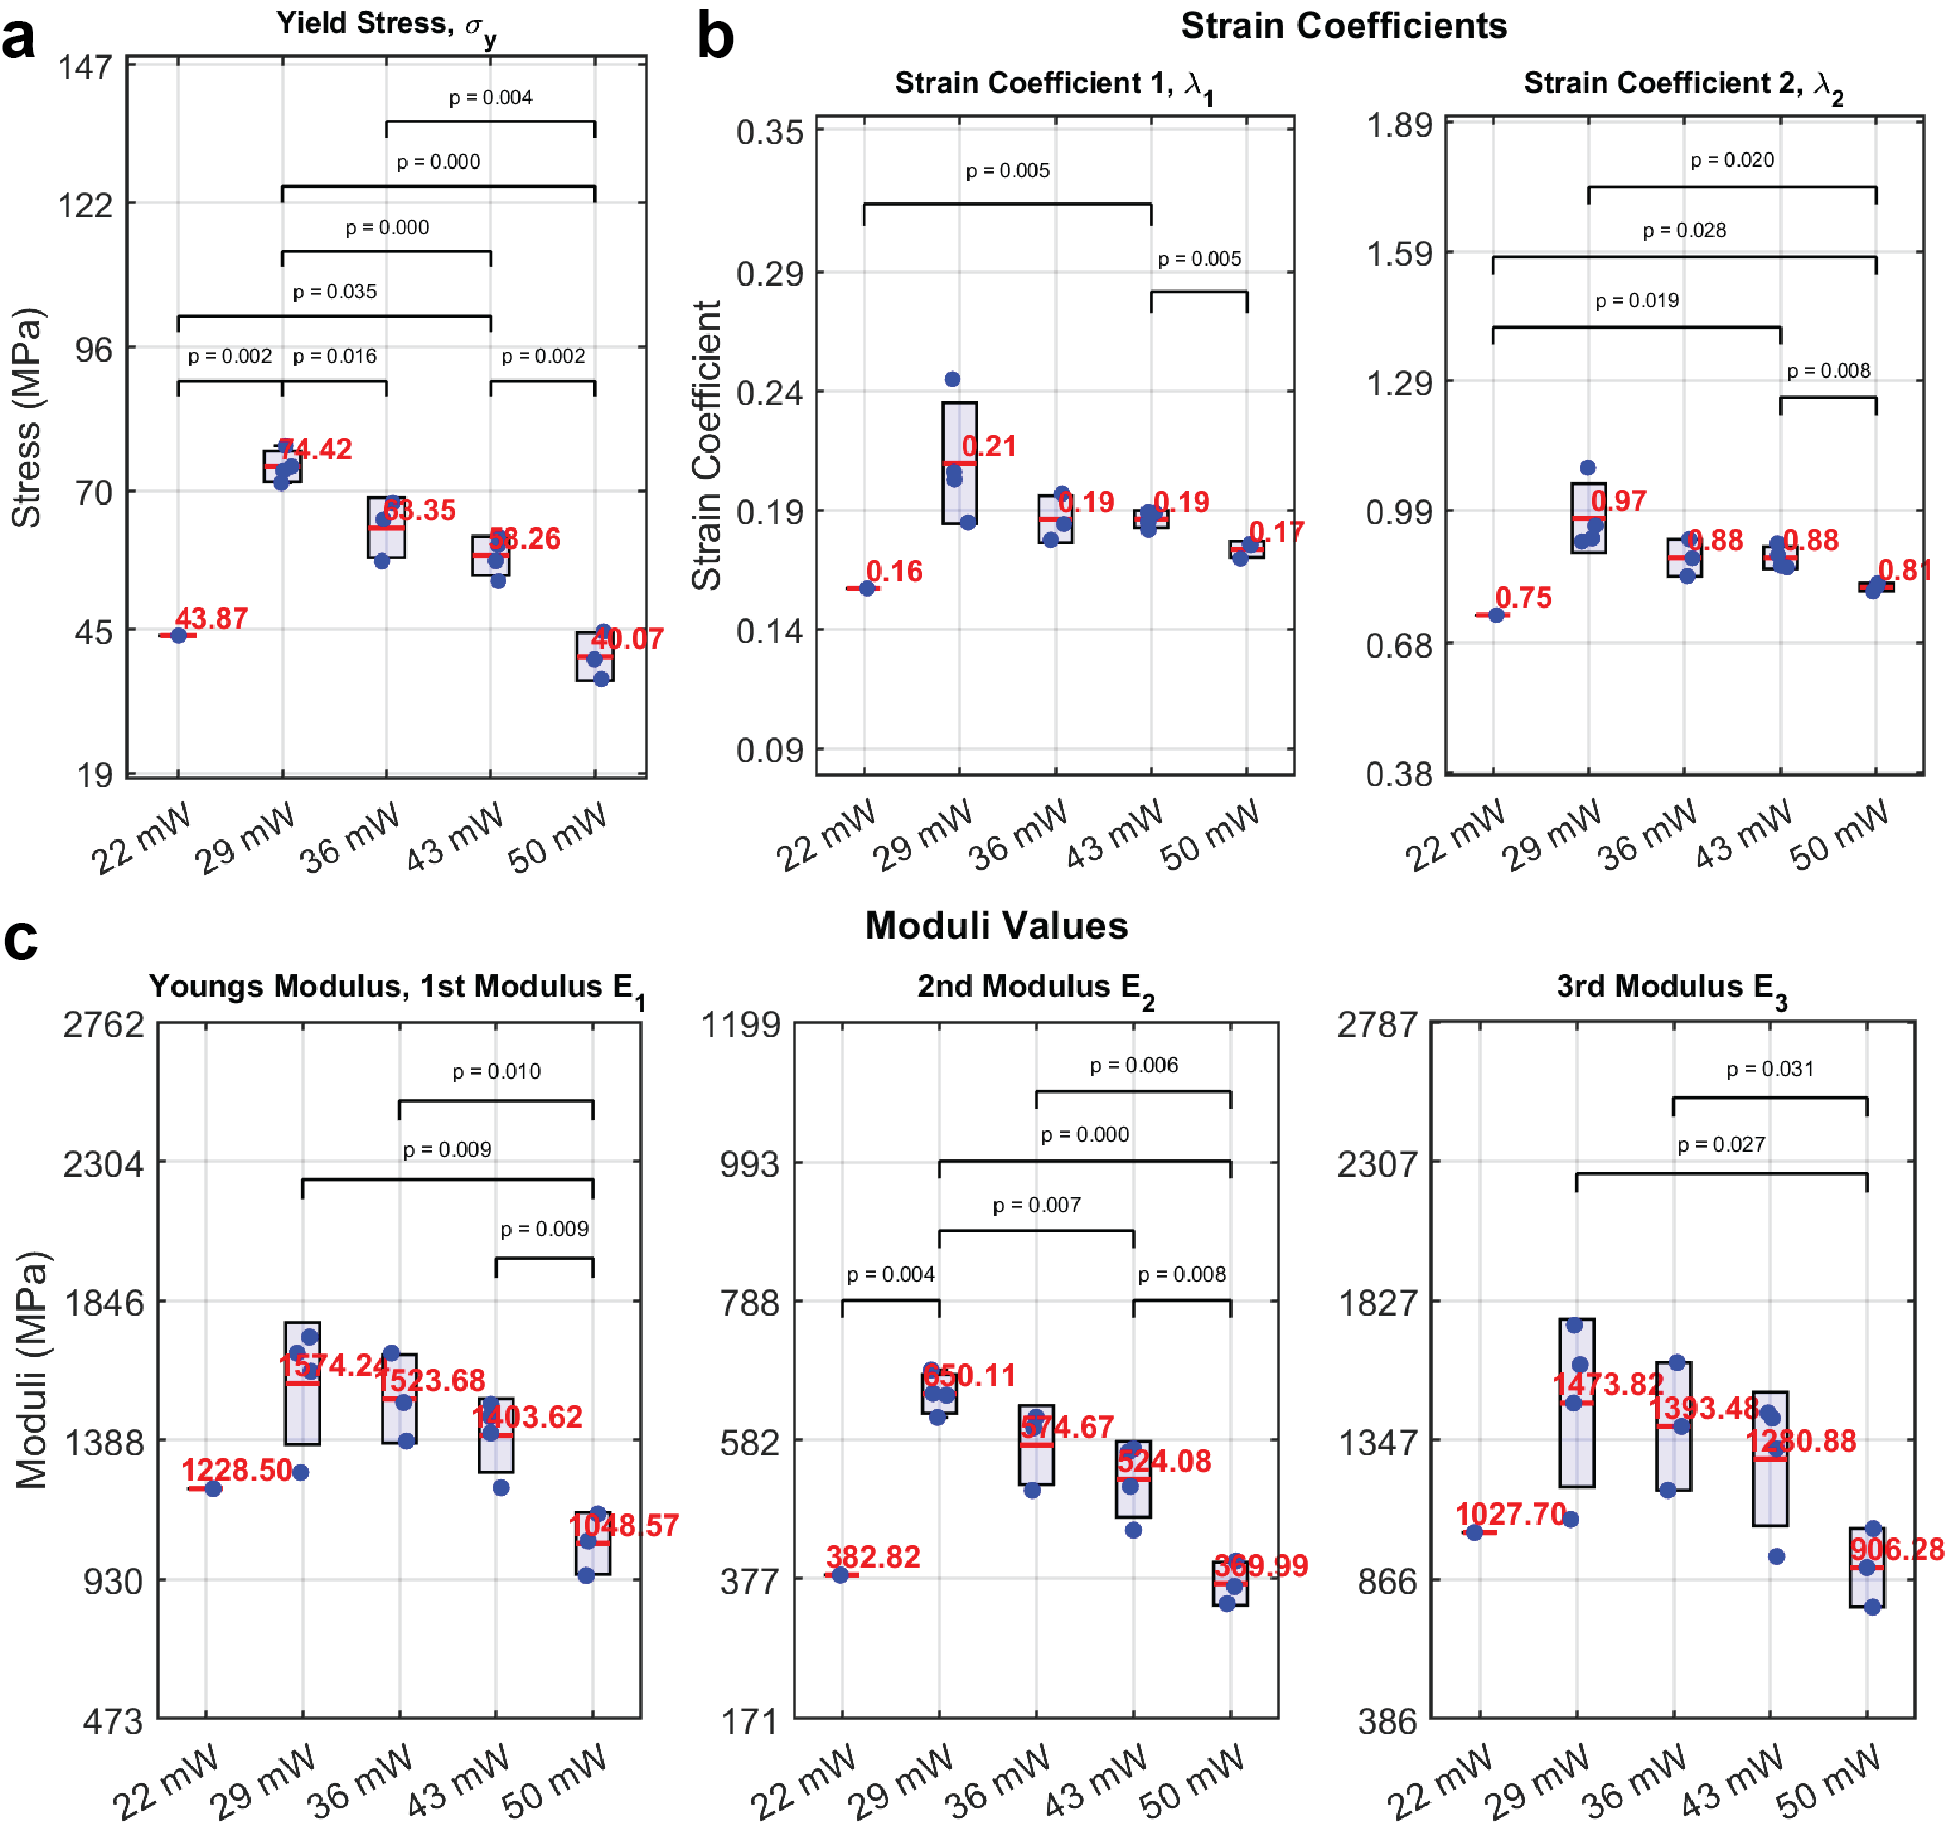 a
Yield Stress, σy
Stress (MPa)
147
122
96
70
45
19
p = 0.004
p = 0.000
p = 0.000
p = 0.035
p = 0.002
p = 0.016
p = 0.002
74.42
63.35
58.26
43.87
40.07
22 mW
29 mW
36 mW
43 mW
50 mW
b
Strain Coefficients
Strain Coefficient 1, λ1
Strain Coefficient
0.35
0.29
0.24
0.19
0.14
0.09
p = 0.005
p = 0.005
0.21
0.19
0.19
0.17
0.16
22 mW
29 mW
36 mW
43 mW
50 mW
Strain Coefficient 2, λ2
1.89
1.59
1.29
0.99
0.68
0.38
p = 0.020
p = 0.028
p = 0.019
p = 0.008
0.97
0.88
0.88
0.81
0.75
22 mW
29 mW
36 mW
43 mW
50 mW
c
Moduli Values
Youngs Modulus, 1st Modulus E1
Moduli (MPa)
2762
2304
1846
1388
930
473
p = 0.010
p = 0.009
p = 0.009
1574.24
1523.68
1403.62
1228.50
1048.57
22 mW
29 mW
36 mW
43 mW
50 mW
2nd Modulus E2
1199
993
788
582
377
171
p = 0.006
p = 0.000
p = 0.007
p = 0.004
p = 0.008
650.11
574.67
524.08
382.82
369.99
22 mW
29 mW
36 mW
43 mW
50 mW
3rd Modulus E3
2787
2307
1827
1347
866
386
p = 0.031
p = 0.027
1473.82
1393.48
1280.88
1027.70
906.28
22 mW
29 mW
36 mW
43 mW
50 mW